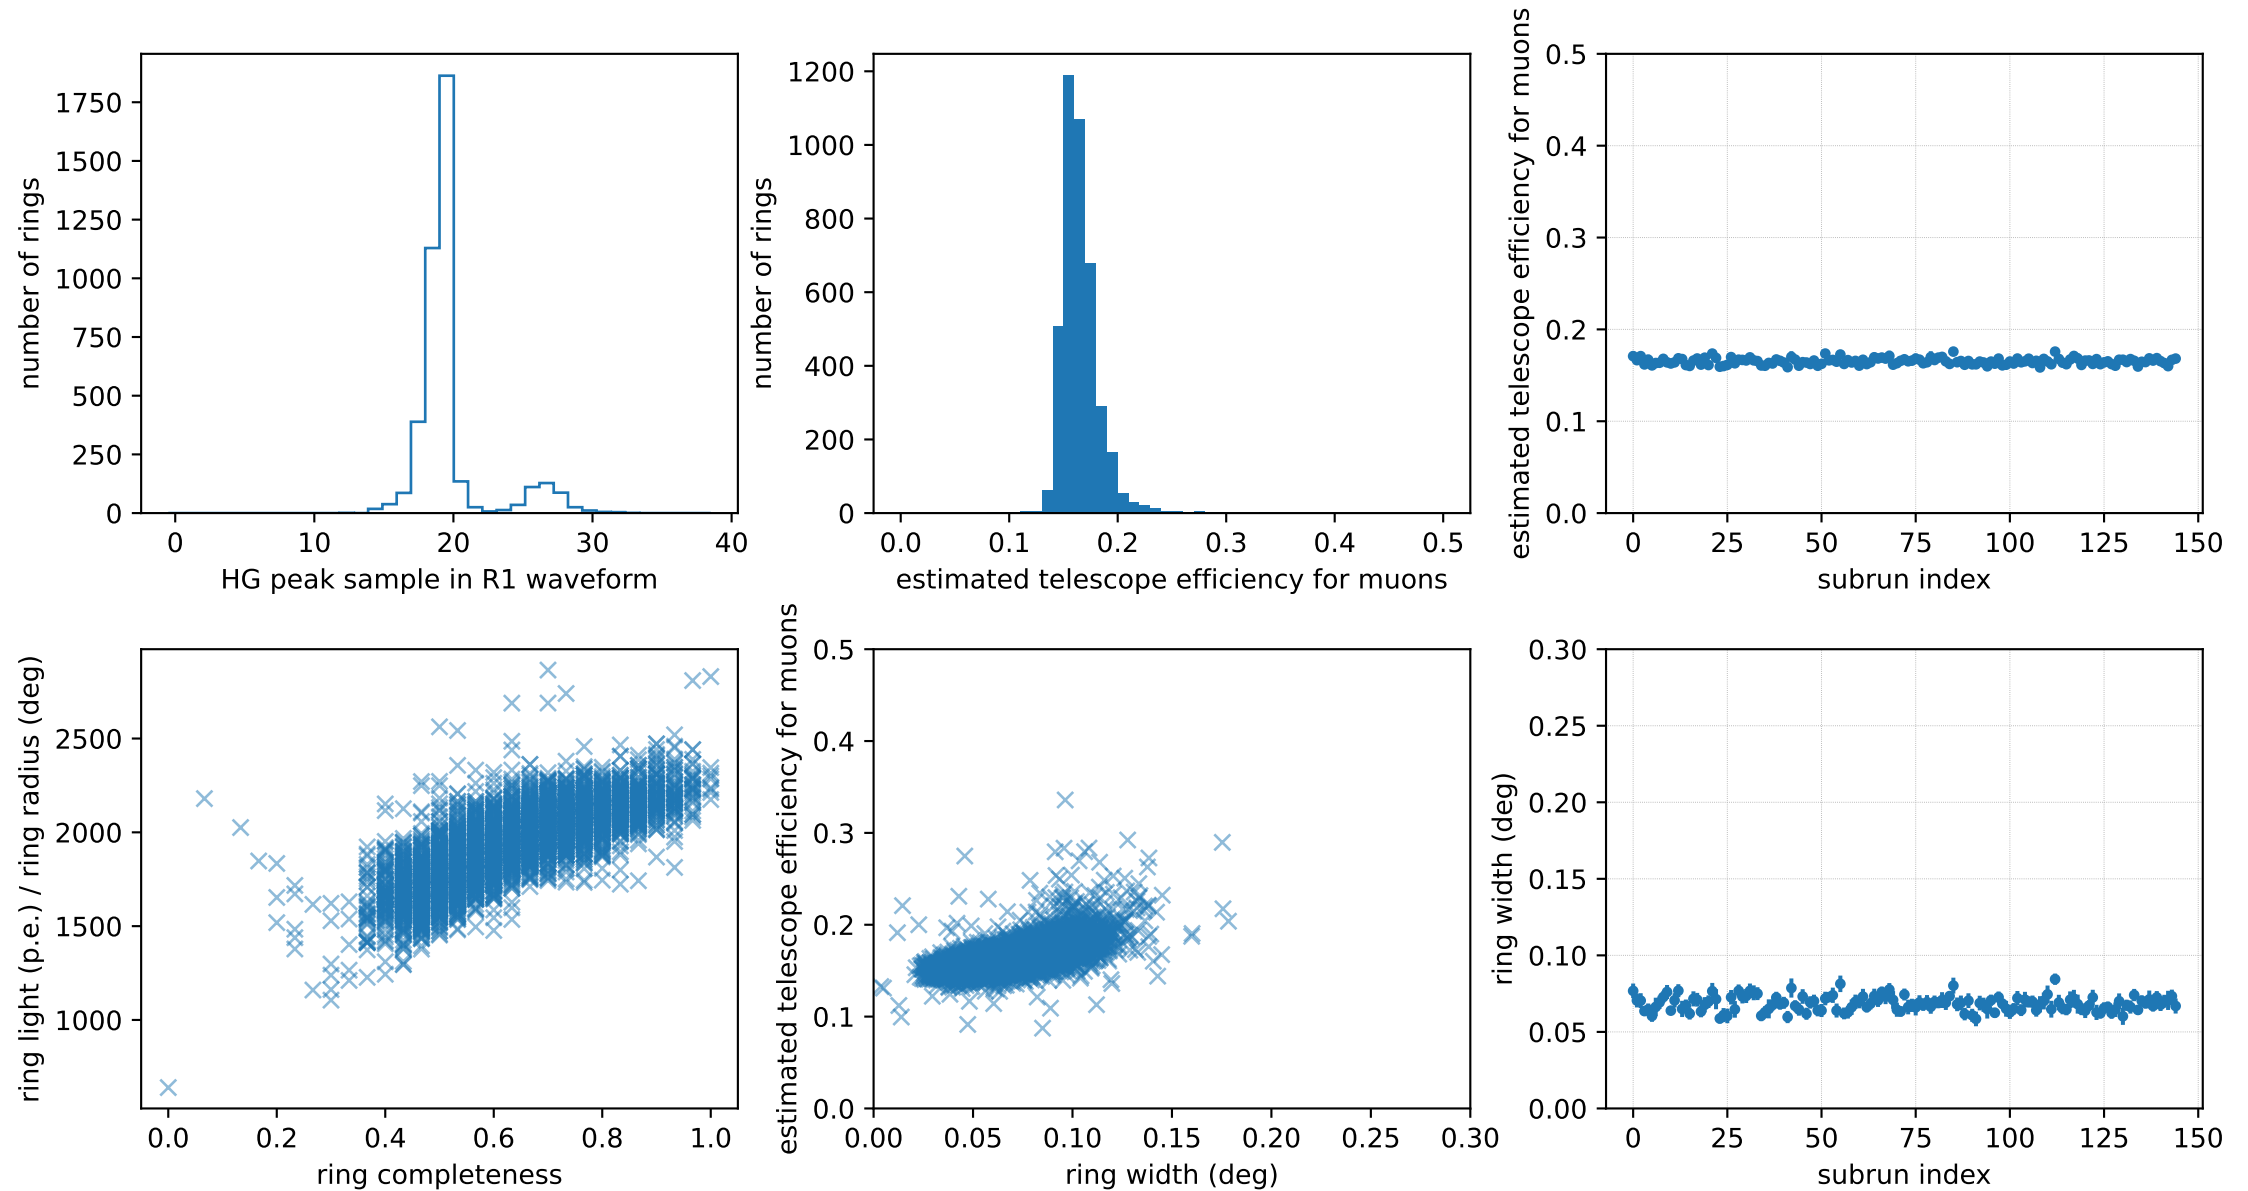 number of rings
1750
1500
1250
1000
750
500
250
0
0 10 20 30 40
HG peak sample in R1 waveform
number of rings
1200
1000
800
600
400
200
0
0.0 0.1 0.2 0.3 0.4 0.5
estimated telescope efficiency for muons
estimated telescope efficiency for muons
0.5
0.4
0.3
0.2
0.1
0.0
0 25 50 75 100 125 150
subrun index
ring light (p.e.) / ring radius (deg)
2500
2000
1500
1000
0.0 0.2 0.4 0.6 0.8 1.0
ring completeness
estimated telescope efficiency for muons
0.5
0.4
0.3
0.2
0.1
0.0
0.00 0.05 0.10 0.15 0.20 0.25 0.30
ring width (deg)
ring width (deg)
0.30
0.25
0.20
0.15
0.10
0.05
0.00
0 25 50 75 100 125 150
subrun index